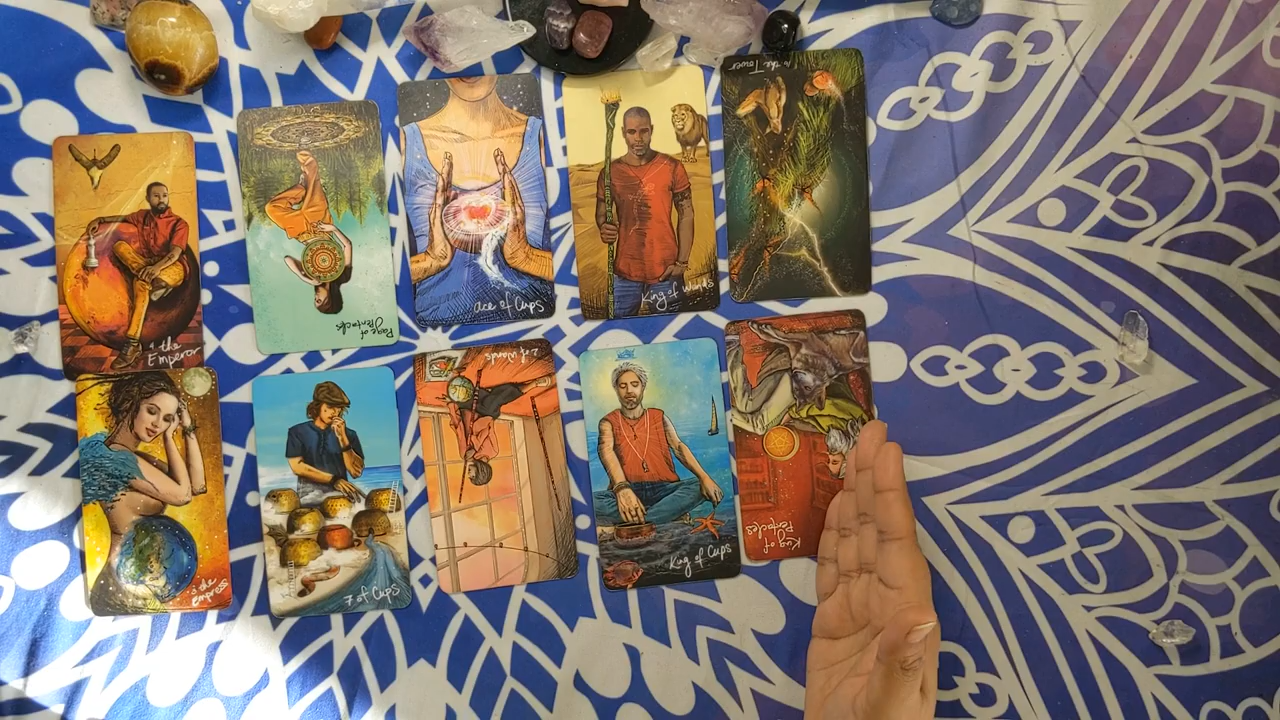 16 the Tower
ace of Cups
King of Wands
Page of
Pentacles
4 the
Emperor
2 of Wands
King of
Pentacles
King of Cups
7 of Cups
3 the
empress